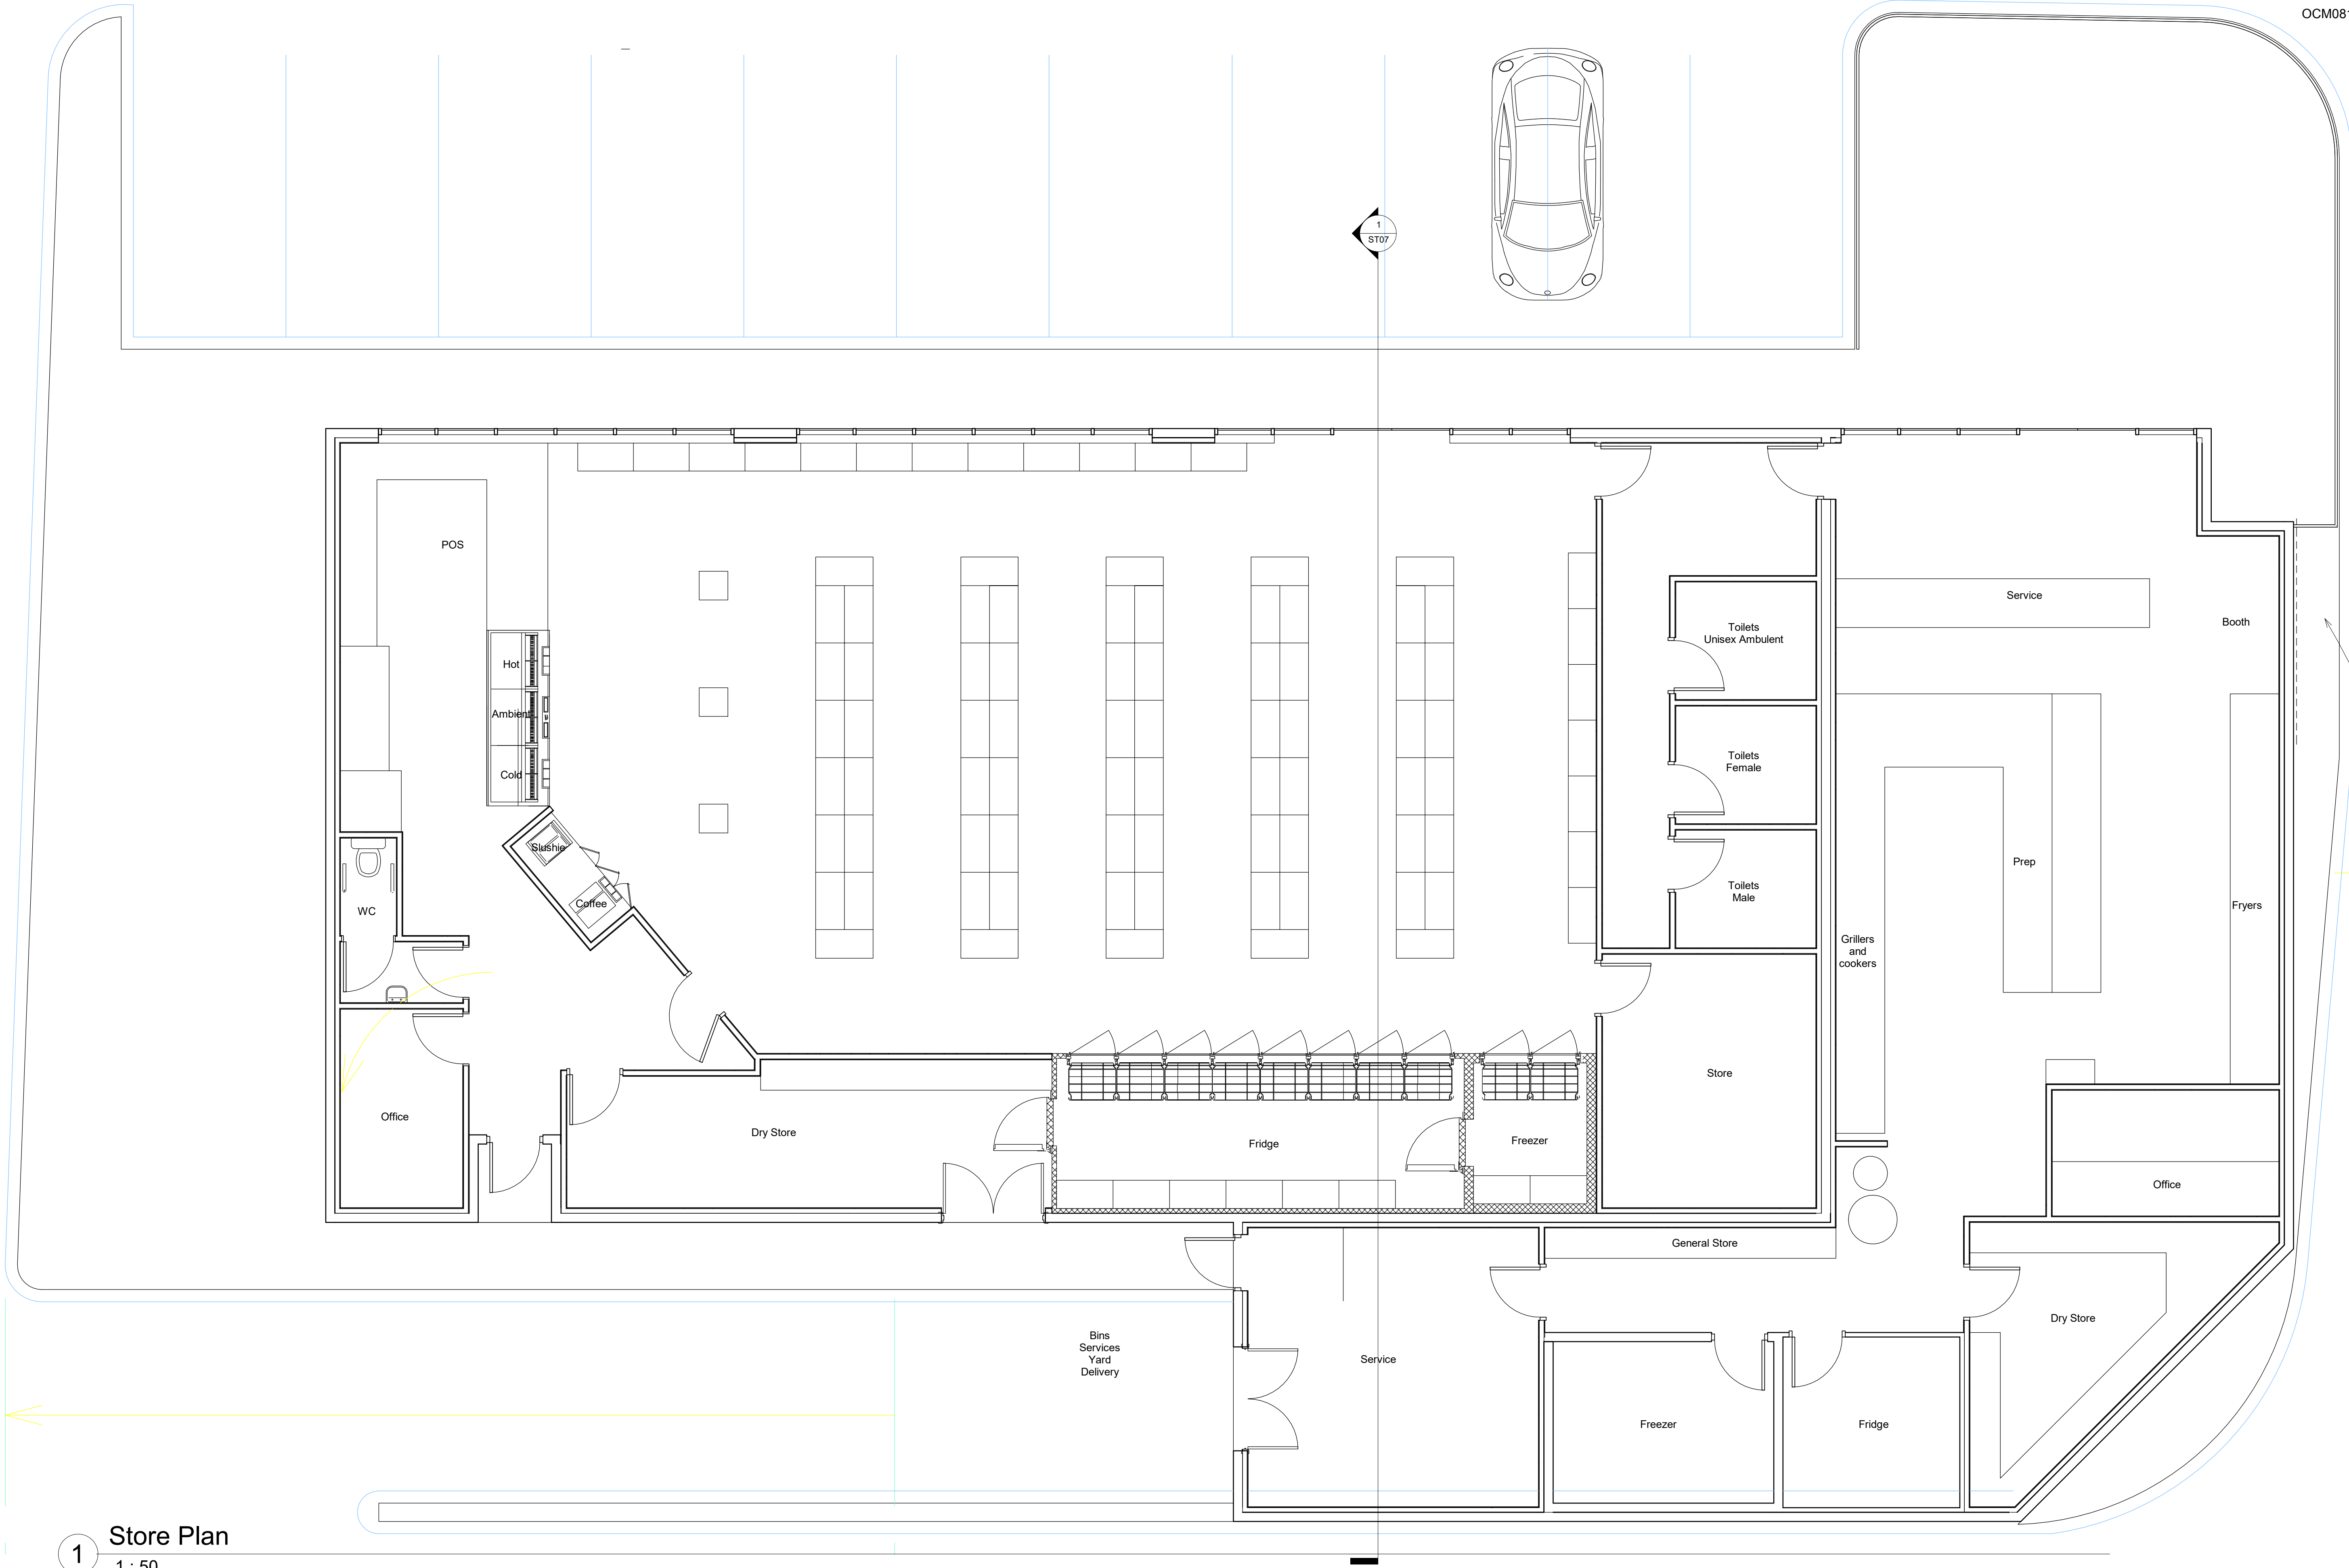 OCM08
1
ST07
POS
Service
Booth
Toilets
Unisex Ambulent
Hot
Ambient
Cold
Toilets
Female
Slushie
Coffee
WC
Toilets
Male
Prep
Fryers
Grillers
and
cookers
Store
Office
Dry Store
Fridge
Freezer
Office
General Store
Bins
Services
Yard
Delivery
Service
Dry Store
Freezer
Fridge
1
Store Plan
1 : 50